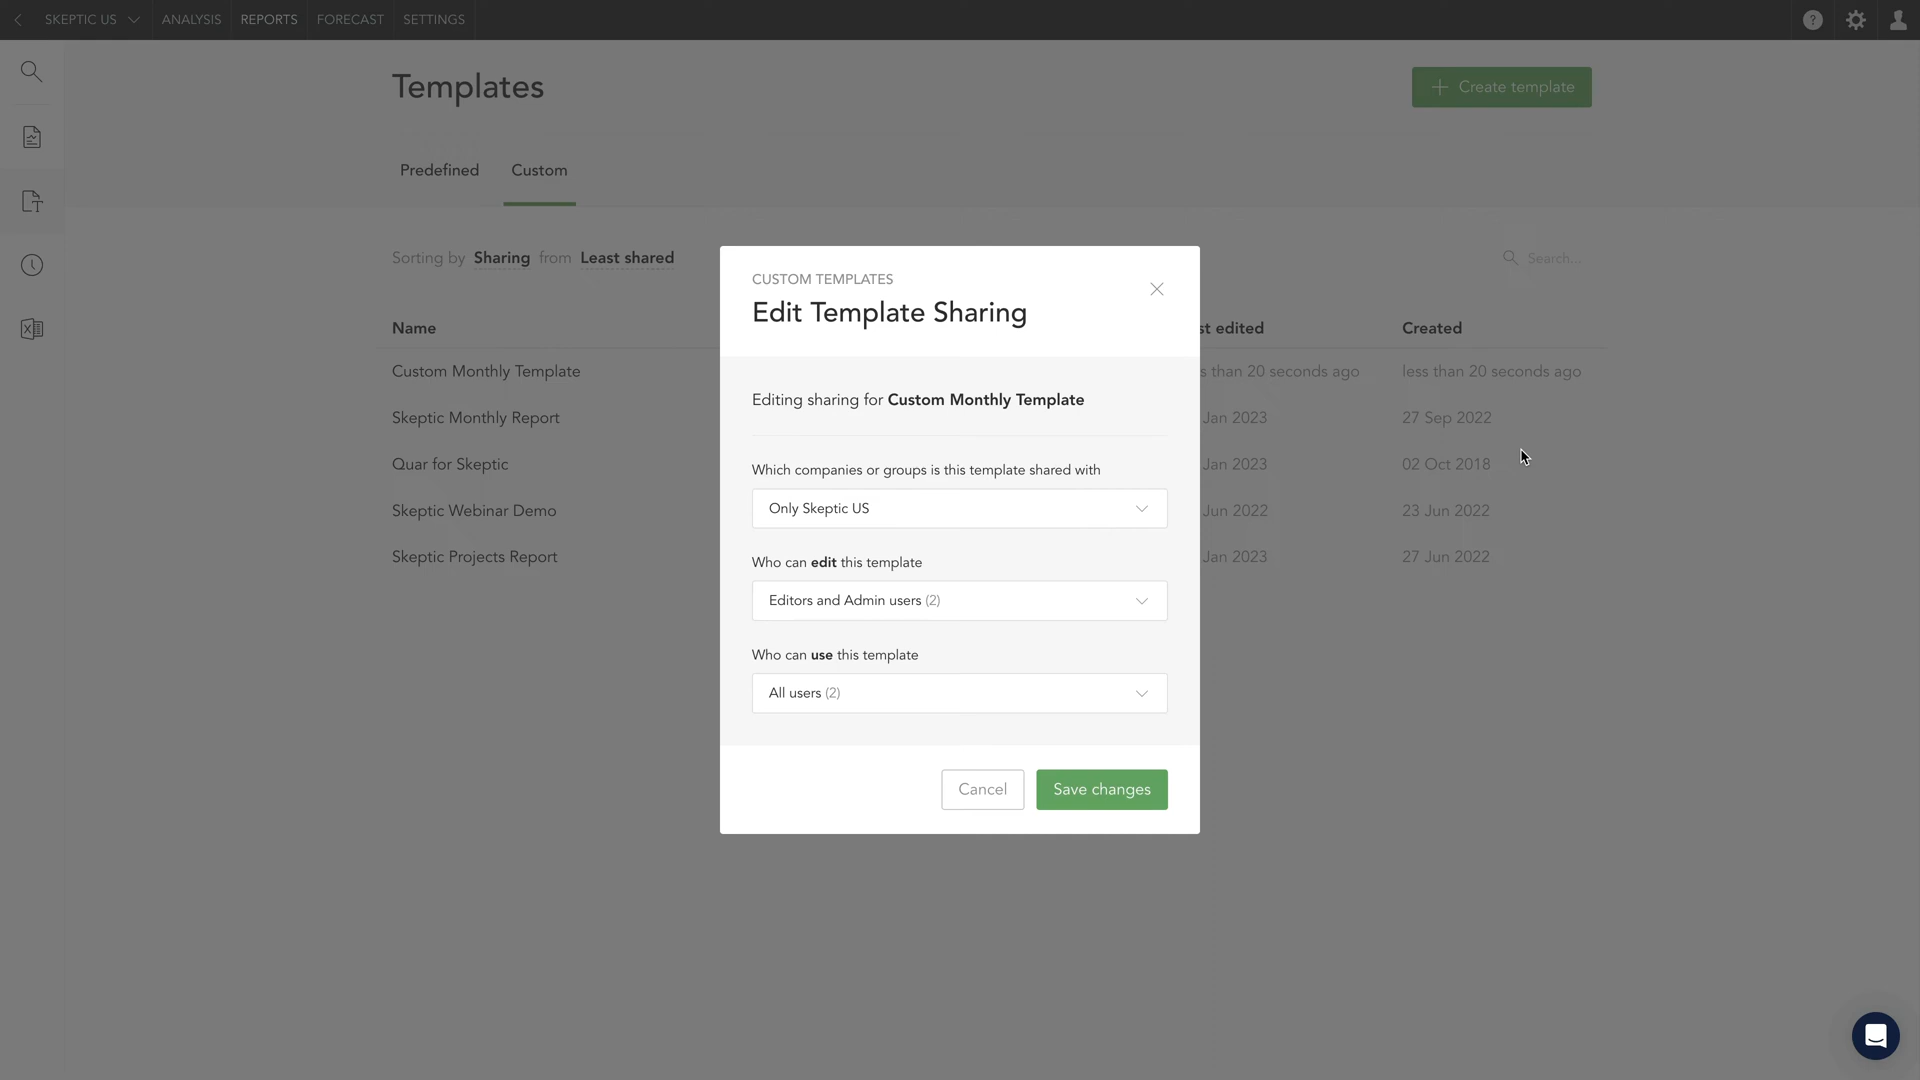 SKEPTIC US ANALYSIS REPORTS FORECAST SETTINGS
Templates
Create template
Predefined Custom
Sorting by Sharing from Least shared
Search...
CUSTOM TEMPLATES
Edit Template Sharing
Name st edited Created
Custom Monthly Template s than 20 seconds ago less than 20 seconds ago
Skeptic Monthly Report Jan 2023 27 Sep 2022
Quar for Skeptic Jan 2023 02 Oct 2018
Skeptic Webinar Demo Jun 2022 23 Jun 2022
Skeptic Projects Report Jan 2023 27 Jun 2022
Editing sharing for Custom Monthly Template
Which companies or groups is this template shared with
Only Skeptic US
Who can edit this template
Editors and Admin users (2)
Who can use this template
All users (2)
Cancel Save changes